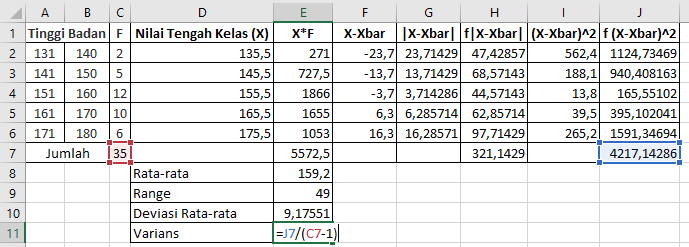 A B C D E F G H I J
1 Tinggi Badan F Nilai Tengah Kelas (X) X*F X-Xbar |X-Xbar| f|X-Xbar| (X-Xbar)^2 f (X-Xbar)^2
2 131 140 2 135,5 271 -23,7 23,71429 47,42857 562,4 1124,73469
3 141 150 5 145,5 727,5 -13,7 13,71429 68,57143 188,1 940,408163
4 151 160 12 155,5 1866 -3,7 3,714286 44,57143 13,8 165,55102
5 161 170 10 165,5 1655 6,3 6,285714 62,85714 39,5 395,102041
6 171 180 6 175,5 1053 16,3 16,28571 97,71429 265,2 1591,34694
7 Jumlah 35 5572,5 321,1429 4217,14286
8 Rata-rata 159,2
9 Range 49
10 Deviasi Rata-rata 9,17551
11 Varians =J7/(C7-1)